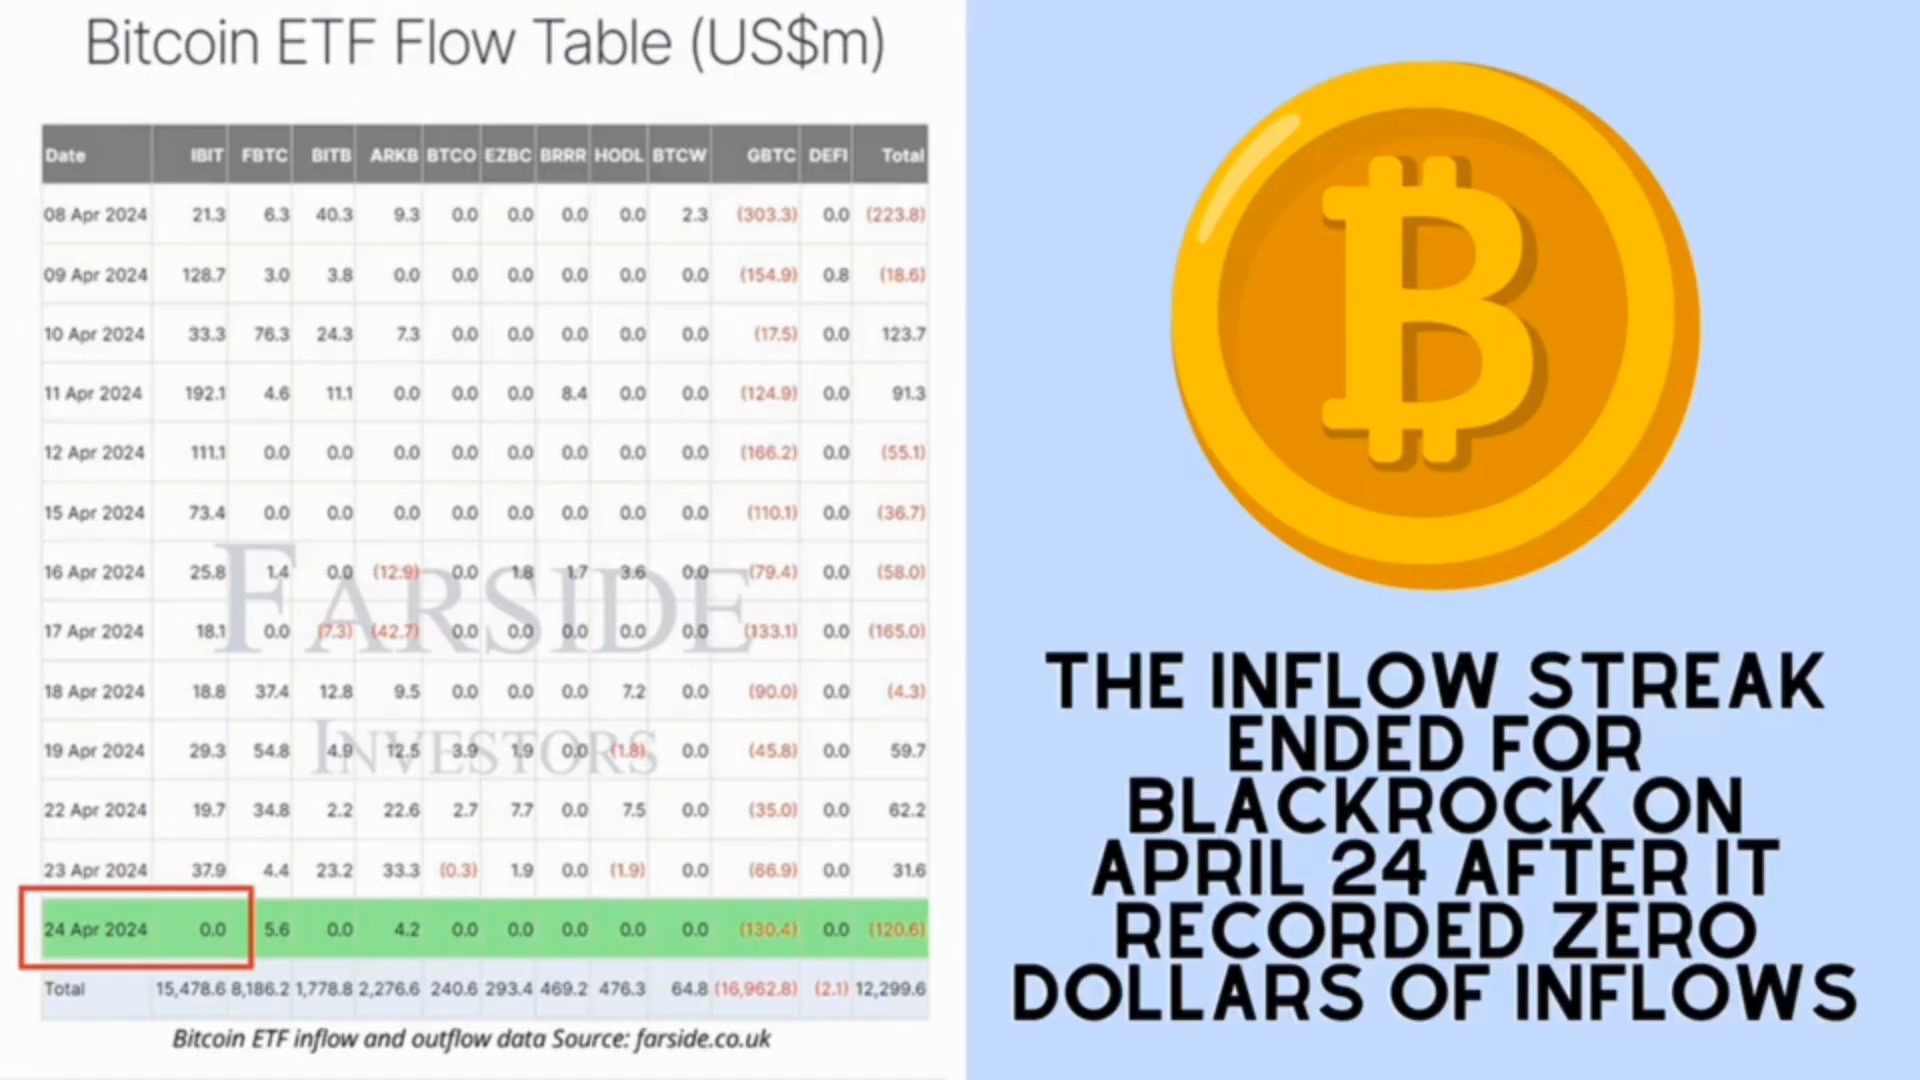 Bitcoin ETF Flow Table (US$m)
Date IBIT FBTC BITB ARKB BTCO EZBC BRRR HODL BTCW GBTC DEFI Total
08 Apr 2024 21.3 6.3 40.3 9.3 0.0 0.0 0.0 0.0 2.3 (303.3) 0.0 (223.8)
09 Apr 2024 128.7 3.0 3.8 0.0 0.0 0.0 0.0 0.0 0.0 (154.9) 0.8 (18.6)
10 Apr 2024 33.3 76.3 24.3 7.3 0.0 0.0 0.0 0.0 0.0 (17.5) 0.0 123.7
11 Apr 2024 192.1 4.6 11.1 0.0 0.0 0.0 8.4 0.0 0.0 (124.9) 0.0 91.3
12 Apr 2024 111.1 0.0 0.0 0.0 0.0 0.0 0.0 0.0 0.0 (166.2) 0.0 (55.1)
15 Apr 2024 73.4 0.0 0.0 0.0 0.0 0.0 0.0 0.0 0.0 (110.1) 0.0 (36.7)
16 Apr 2024 25.8 1.4 0.0 (12.9) 0.0 1.8 1.7 3.6 0.0 (79.4) 0.0 (58.0)
17 Apr 2024 18.1 0.0 (7.3) (42.7) 0.0 0.0 0.0 0.0 0.0 (133.1) 0.0 (165.0)
18 Apr 2024 18.8 37.4 12.8 9.5 0.0 0.0 0.0 7.2 0.0 (90.0) 0.0 (4.3)
19 Apr 2024 29.3 54.8 4.9 12.5 3.9 1.9 0.0 (1.8) 0.0 (45.8) 0.0 59.7
22 Apr 2024 19.7 34.8 2.2 22.6 2.7 7.7 0.0 7.5 0.0 (35.0) 0.0 62.2
23 Apr 2024 37.9 4.4 23.2 33.3 (0.3) 1.9 0.0 (1.9) 0.0 (66.9) 0.0 31.6
24 Apr 2024 0.0 5.6 0.0 4.2 0.0 0.0 0.0 0.0 0.0 (130.4) 0.0 (120.6)
Total 15,478.6 8,186.2 1,778.8 2,276.6 240.6 293.4 469.2 476.3 64.8 (16,962.8) (2.1) 12,299.6
FARSIDE
INVESTORS
Bitcoin ETF inflow and outflow data Source: farside.co.uk
THE INFLOW STREAK
ENDED FOR
BLACKROCK ON
APRIL 24 AFTER IT
RECORDED ZERO
DOLLARS OF INFLOWS